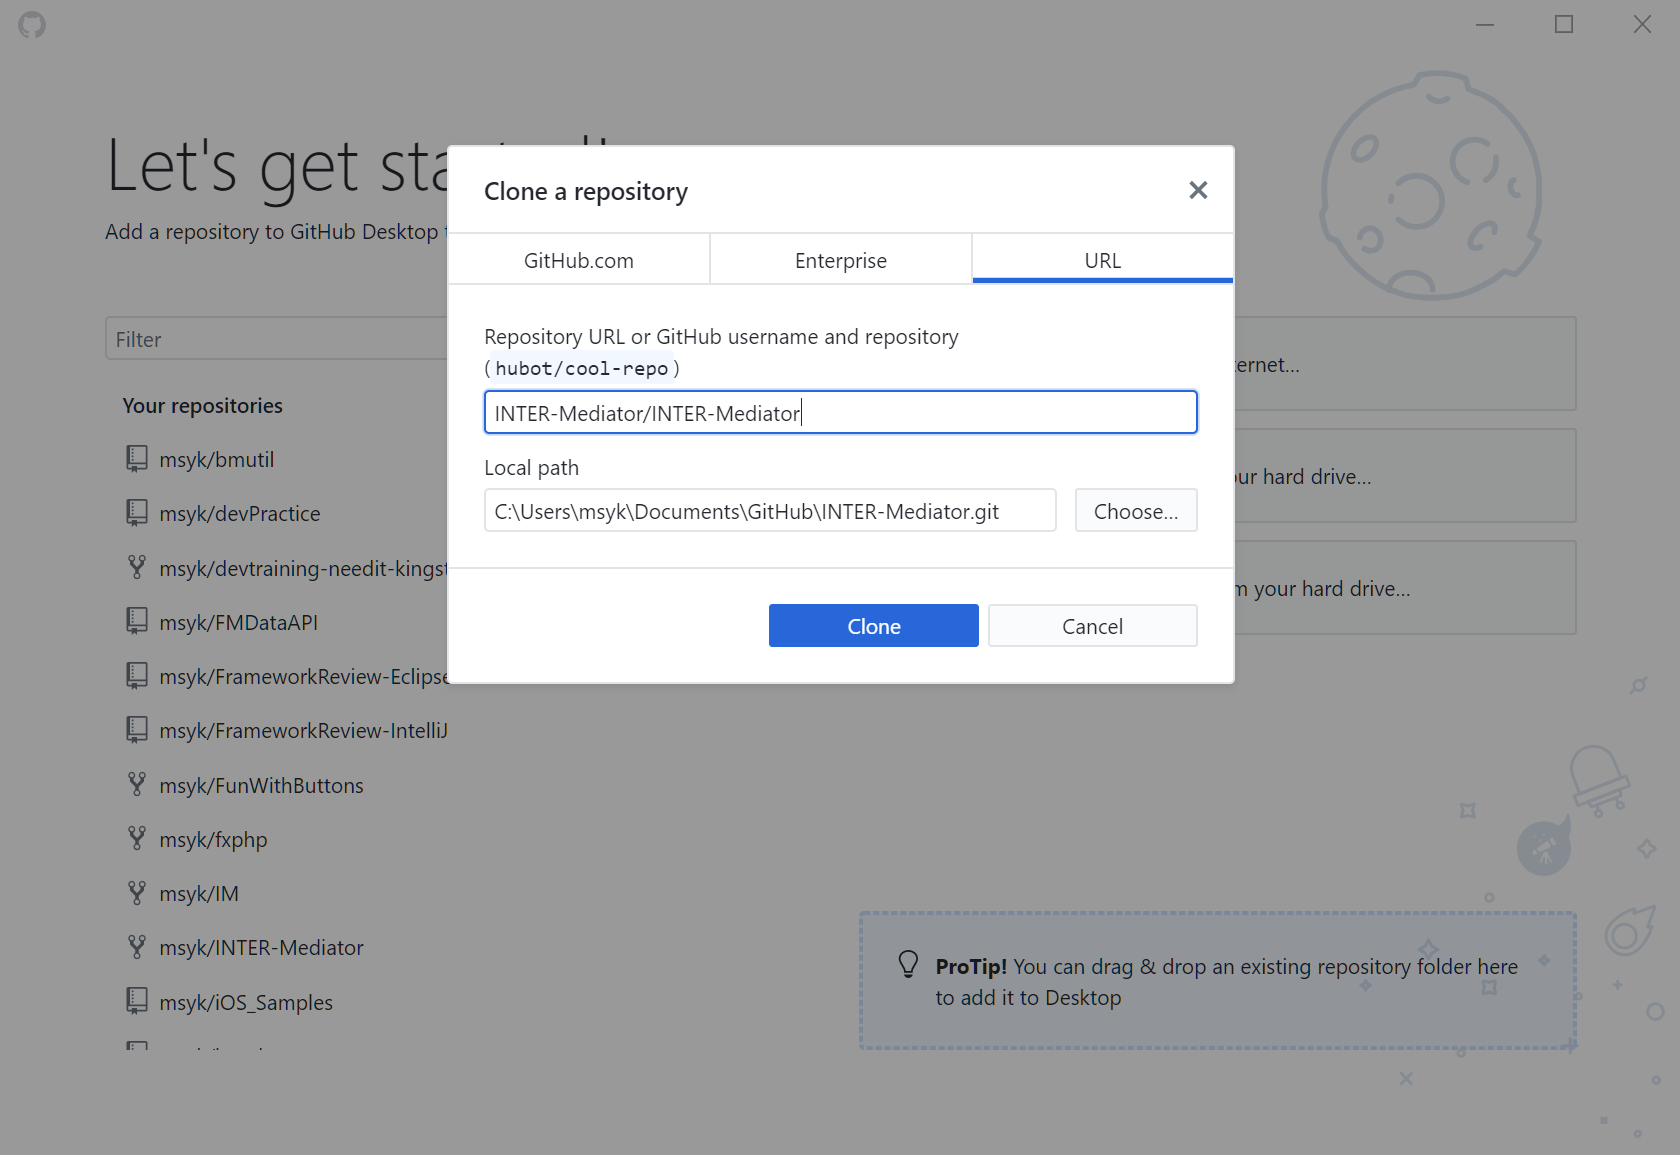 Let's get sta
Add a repository to GitHub Desktop
Filter
Your repositories
msyk/bmutil
msyk/devPractice
msyk/devtraining-needit-kingst
msyk/FMDataAPI
msyk/FrameworkReview-Eclipse
msyk/FrameworkReview-IntelliJ
msyk/FunWithButtons
msyk/fxphp
msyk/IM
msyk/INTER-Mediator
msyk/iOS_Samples
Clone a repository
GitHub.com
Enterprise
URL
Repository URL or GitHub username and repository
(hubot/cool-repo)
INTER-Mediator/INTER-Mediator
Local path
C:\Users\msyk\Documents\GitHub\INTER-Mediator.git
Choose...
Clone
Cancel
ternet...
ur hard drive...
m your hard drive...
ProTip! You can drag & drop an existing repository folder here
to add it to Desktop